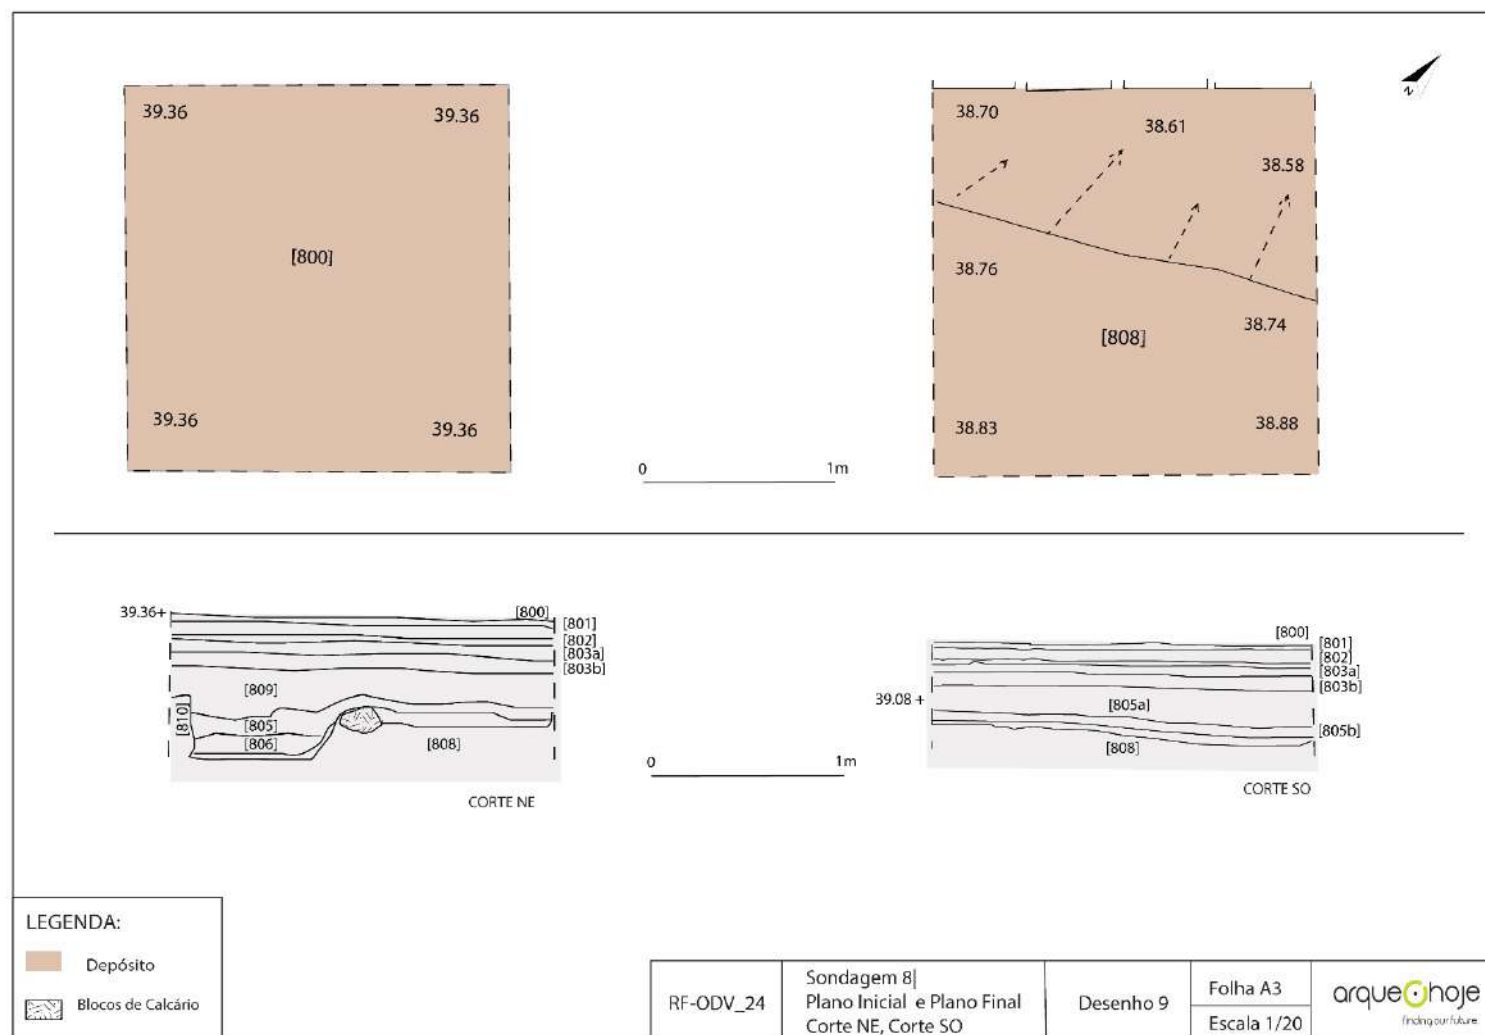 39.36
39.36
[800]
39.36
39.36
0 1m
38.70
38.61
38.58
38.76
38.74
[808]
38.83
38.88
N
39.36+
[800]
[801]
[802]
[803a]
[803b]
[809]
[810]
[805]
[806]
[808]
CORTE NE
0 1m
[800]
[801]
[802]
[803a]
[803b]
39.08 +
[805a]
[805b]
[808]
CORTE SO
LEGENDA:
Depósito
Blocos de Calcário
RF-ODV_24
Sondagem 8|
Plano Inicial e Plano Final
Corte NE, Corte SO
Desenho 9
Folha A3
Escala 1/20
arqueohoje
finding our future